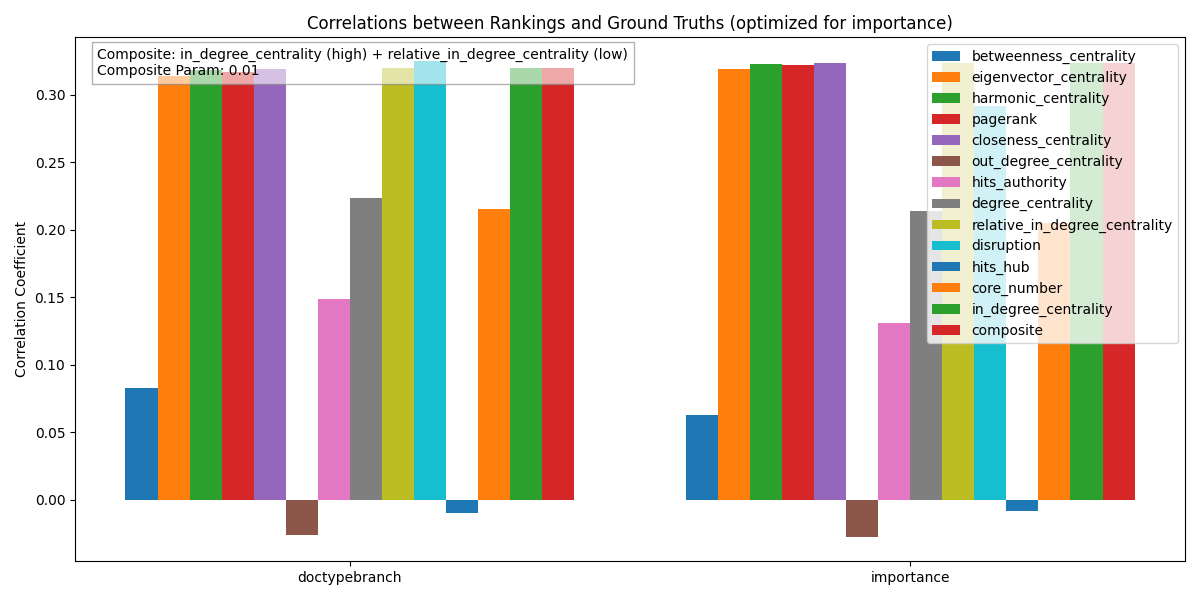 Correlations between Rankings and Ground Truths (optimized for importance)
Composite: in_degree_centrality (high) + relative_in_degree_centrality (low)
Composite Param: 0.01
betweenness_centrality
eigenvector_centrality
harmonic_centrality
pagerank
closeness_centrality
out_degree_centrality
hits_authority
degree_centrality
relative_in_degree_centrality
disruption
hits_hub
core_number
in_degree_centrality
composite
Correlation Coefficient
0.30
0.25
0.20
0.15
0.10
0.05
0.00
doctypebranch
importance